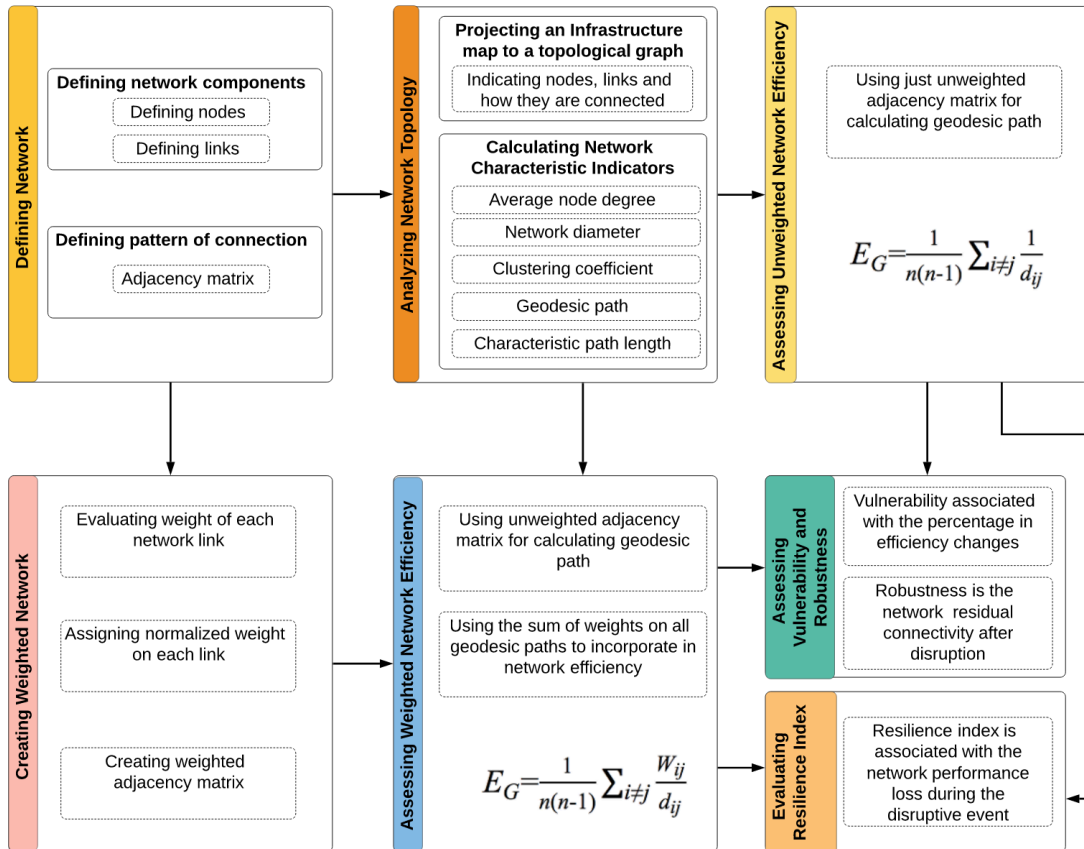 Defining Network
Defining network components
Defining nodes
Defining links
Defining pattern of connection
Adjacency matrix
Analyzing Network Topology
Projecting an Infrastructure
map to a topological graph
Indicating nodes, links and
how they are connected
Calculating Network
Characteristic Indicators
Average node degree
Network diameter
Clustering coefficient
Geodesic path
Characteristic path length
Assessing Unweighted Network Efficiency
Using just unweighted
adjacency matrix for
calculating geodesic path
E_G = 1/n(n-1) ∑_{i≠j} 1/d_{ij}
Creating Weighted Network
Evaluating weight of each
network link
Assigning normalized weight
on each link
Creating weighted
adjacency matrix
Assessing Weighted Network Efficiency
Using unweighted adjacency
matrix for calculating geodesic
path
Using the sum of weights on all
geodesic paths to incorporate in
network efficiency
E_G = 1/n(n-1) ∑_{i≠j} W_{ij}/d_{ij}
Assessing
Vulnerability and
Robustness
Vulnerability associated
with the percentage in
efficiency changes
Robustness is the
network residual
connectivity after
disruption
Evaluating
Resilience Index
Resilience index is
associated with the
network performance
loss during the
disruptive event